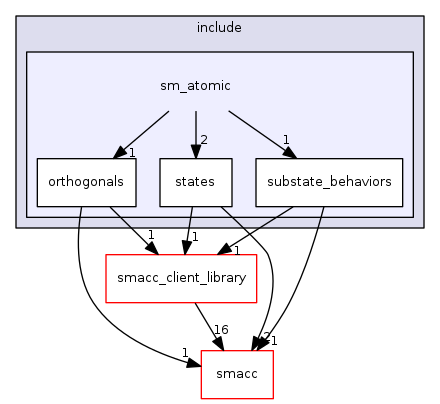 include
sm_atomic
1
2
1
orthogonals
states
substate_behaviors
1
1
1
smacc_client_library
16
2
1
1
smacc